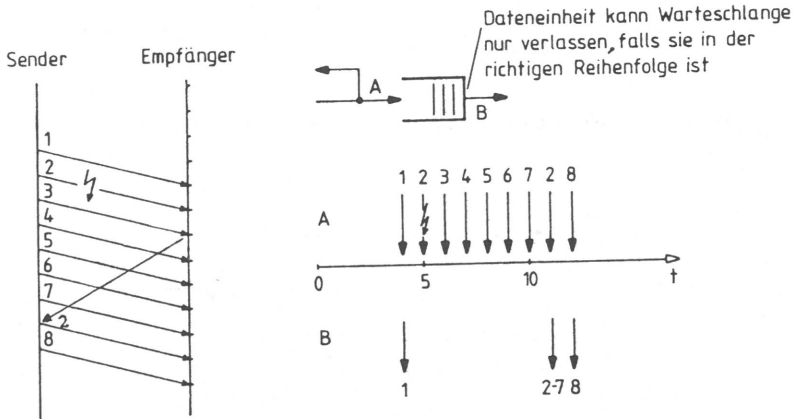 Dateneinheit kann Warteschlange
nur verlassen, falls sie in der
richtigen Reihenfolge ist
Sender Empfänger
A
B
1
2
3
4
5
6
7
2
8
1 2 3 4 5 6 7 2 8
A
0 5 10 t
B
1 2-7 8